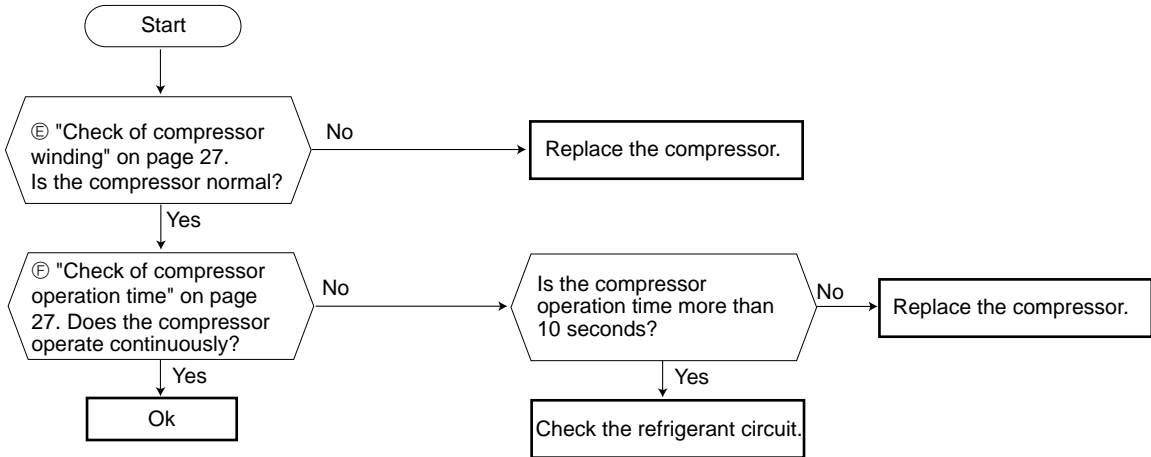 Start
Ⓔ "Check of compressor
winding" on page 27.
Is the compressor normal?
No
Replace the compressor.
Yes
Ⓕ "Check of compressor
operation time" on page
27. Does the compressor
operate continuously?
No
Is the compressor
operation time more than
10 seconds?
No
Replace the compressor.
Yes
Ok
Yes
Check the refrigerant circuit.